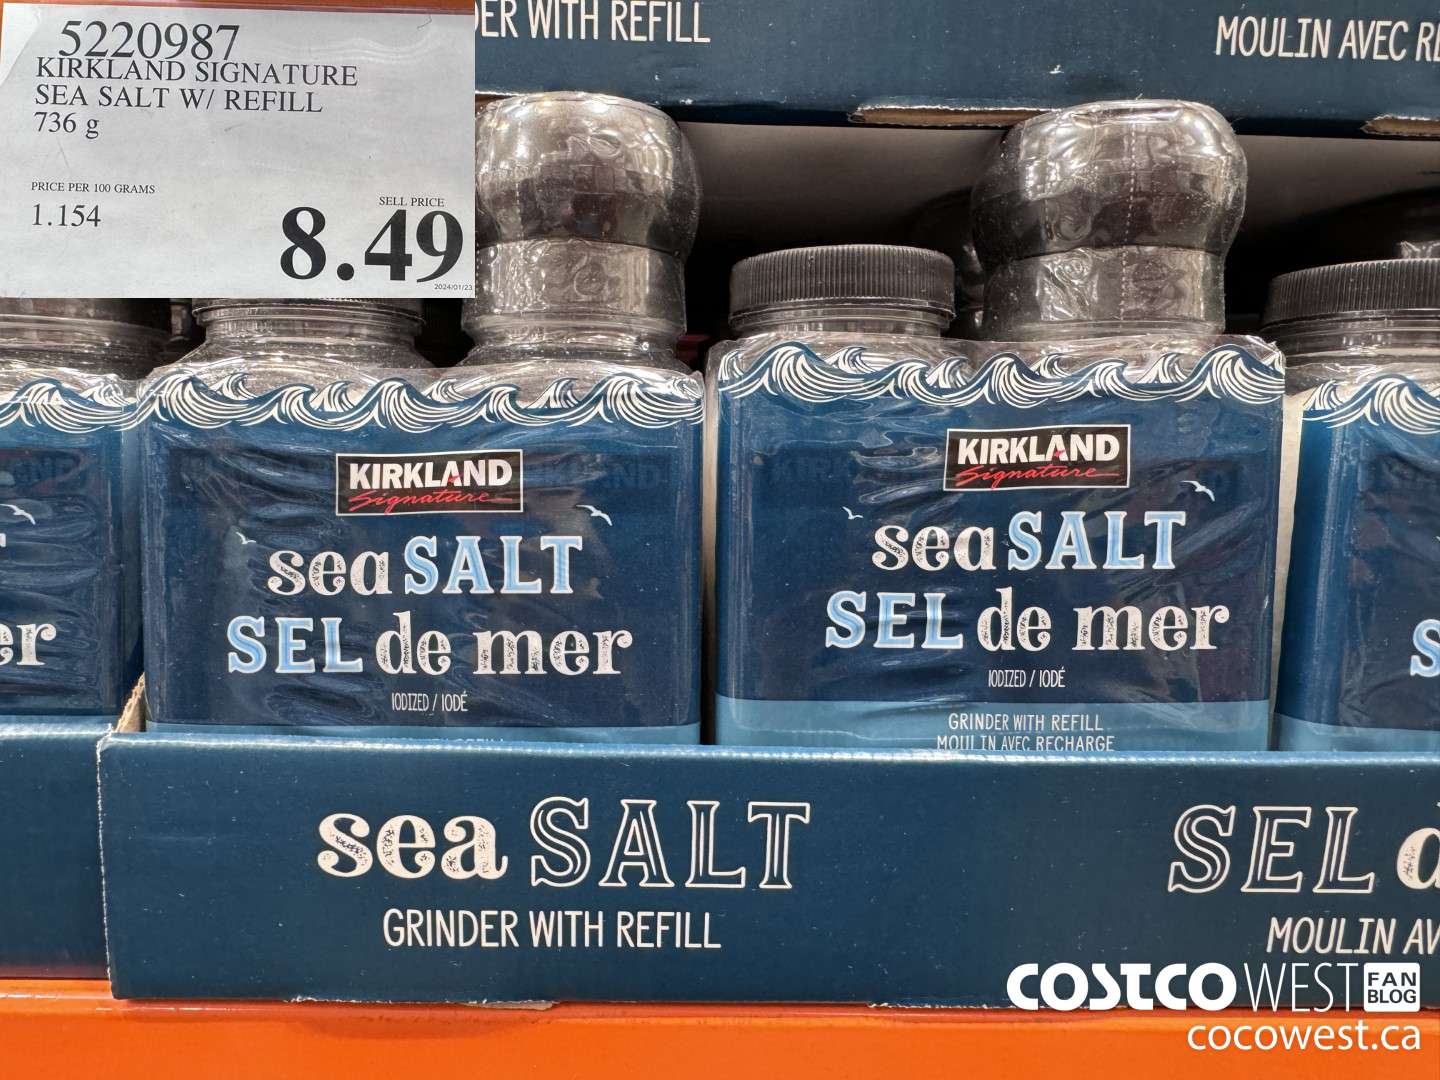 5220987
KIRKLAND SIGNATURE
SEA SALT W/ REFILL
736 g
PRICE PER 100 GRAMS
1.154
SELL PRICE
8.49
2024/01/23
DER WITH REFILL
MOULIN AVEC RE
KIRKLAND
Signature
sea SALT
SEL de mer
IODIZED / IODÉ
KIRKLAND
Signature
sea SALT
SEL de mer
IODIZED / IODÉ
GRINDER WITH REFILL
MOULIN AVEC RECHARGE
er
S
sea SALT
GRINDER WITH REFILL
SEL d
MOULIN AV
COSTCO WEST FAN BLOG
cocowest.ca